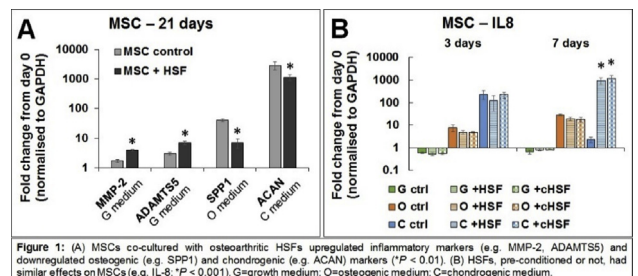 A
MSC – 21 days
Fold change from day 0
(normalised to GAPDH)
10000
1000
100
10
1
MSC control
MSC + HSF
*
*
*
*
MMP-2
G medium
ADAMTS5
G medium
SPP1
O medium
ACAN
C medium
B
MSC – IL8
3 days
7 days
Fold change from day 0
(normalised to GAPDH)
10000
1000
100
10
1
0.1
* *
G ctrl G +HSF G +cHSF
O ctrl O +HSF O +cHSF
C ctrl C +HSF C +cHSF
Figure 1: (A) MSCs co-cultured with osteoarthritic HSFs upregulated inflammatory markers (e.g. MMP-2, ADAMTS5) and
downregulated osteogenic (e.g. SPP1) and chondrogenic (e.g. ACAN) markers (*P < 0.01). (B) HSFs, pre-conditioned or not, had
similar effects on MSCs (e.g. IL-8; *P < 0.001). G=growth medium; O=osteogenic medium; C=chondrogenic medium.